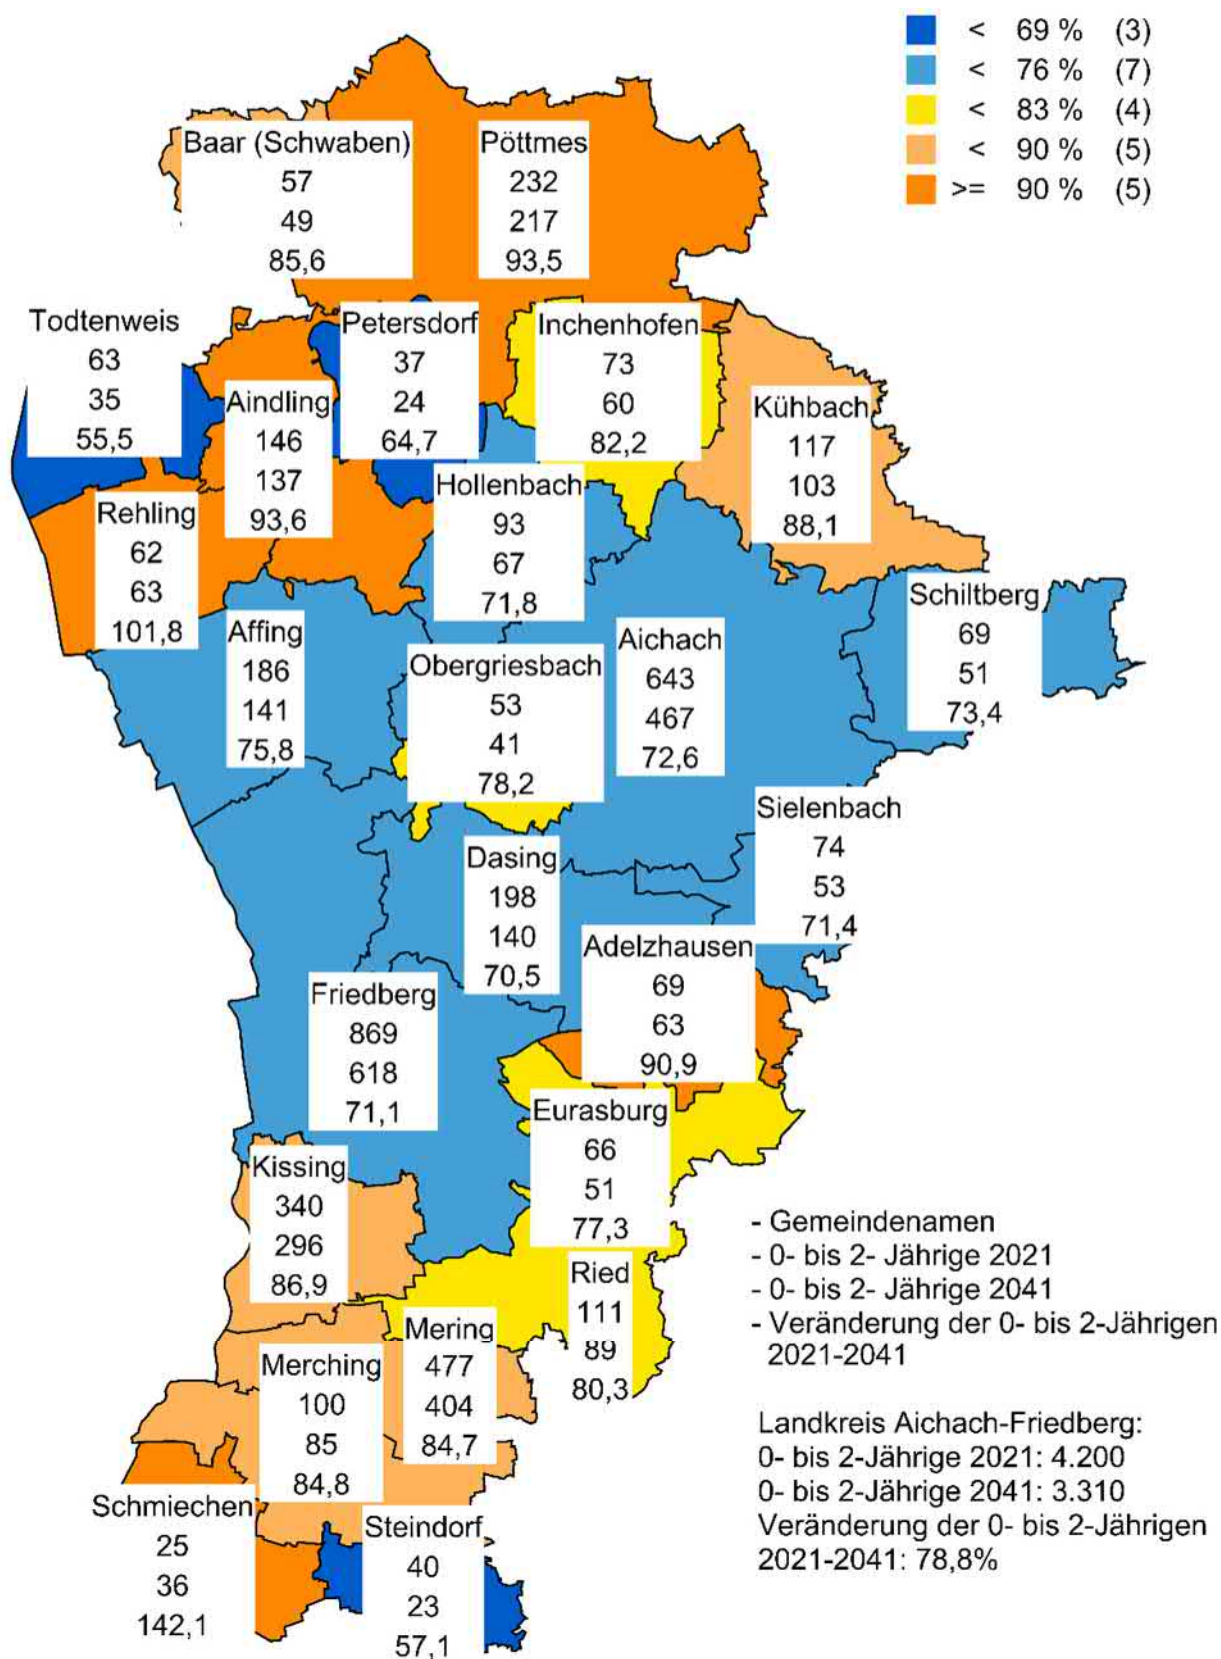 < 69 % (3)
< 76 % (7)
< 83 % (4)
< 90 % (5)
>= 90 % (5)
Baar (Schwaben)
57
49
85,6
Pöttmes
232
217
93,5
Todtenweis
63
35
55,5
Petersdorf
37
24
64,7
Inchenhofen
73
60
82,2
Aindling
146
137
93,6
Kühbach
117
103
88,1
Hollenbach
93
67
71,8
Rehling
62
63
101,8
Schiltberg
69
51
73,4
Affing
186
141
75,8
Aichach
643
467
72,6
Obergriesbach
53
41
78,2
Sielenbach
74
53
71,4
Dasing
198
140
70,5
Adelzhausen
69
63
90,9
Friedberg
869
618
71,1
Eurasburg
66
51
77,3
Kissing
340
296
86,9
Ried
111
89
80,3
Mering
477
404
84,7
Merching
100
85
84,8
Schmiechen
25
36
142,1
Steindorf
40
23
57,1
- Gemeindenamen
- 0- bis 2- Jährige 2021
- 0- bis 2- Jährige 2041
- Veränderung der 0- bis 2-Jährigen
2021-2041
Landkreis Aichach-Friedberg:
0- bis 2-Jährige 2021: 4.200
0- bis 2-Jährige 2041: 3.310
Veränderung der 0- bis 2-Jährigen
2021-2041: 78,8%